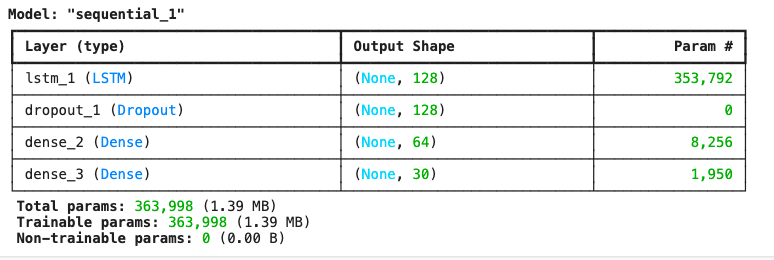 Model: "sequential_1"
Layer (type) Output Shape Param #
lstm_1 (LSTM) (None, 128) 353,792
dropout_1 (Dropout) (None, 128) 0
dense_2 (Dense) (None, 64) 8,256
dense_3 (Dense) (None, 30) 1,950
Total params: 363,998 (1.39 MB)
Trainable params: 363,998 (1.39 MB)
Non-trainable params: 0 (0.00 B)